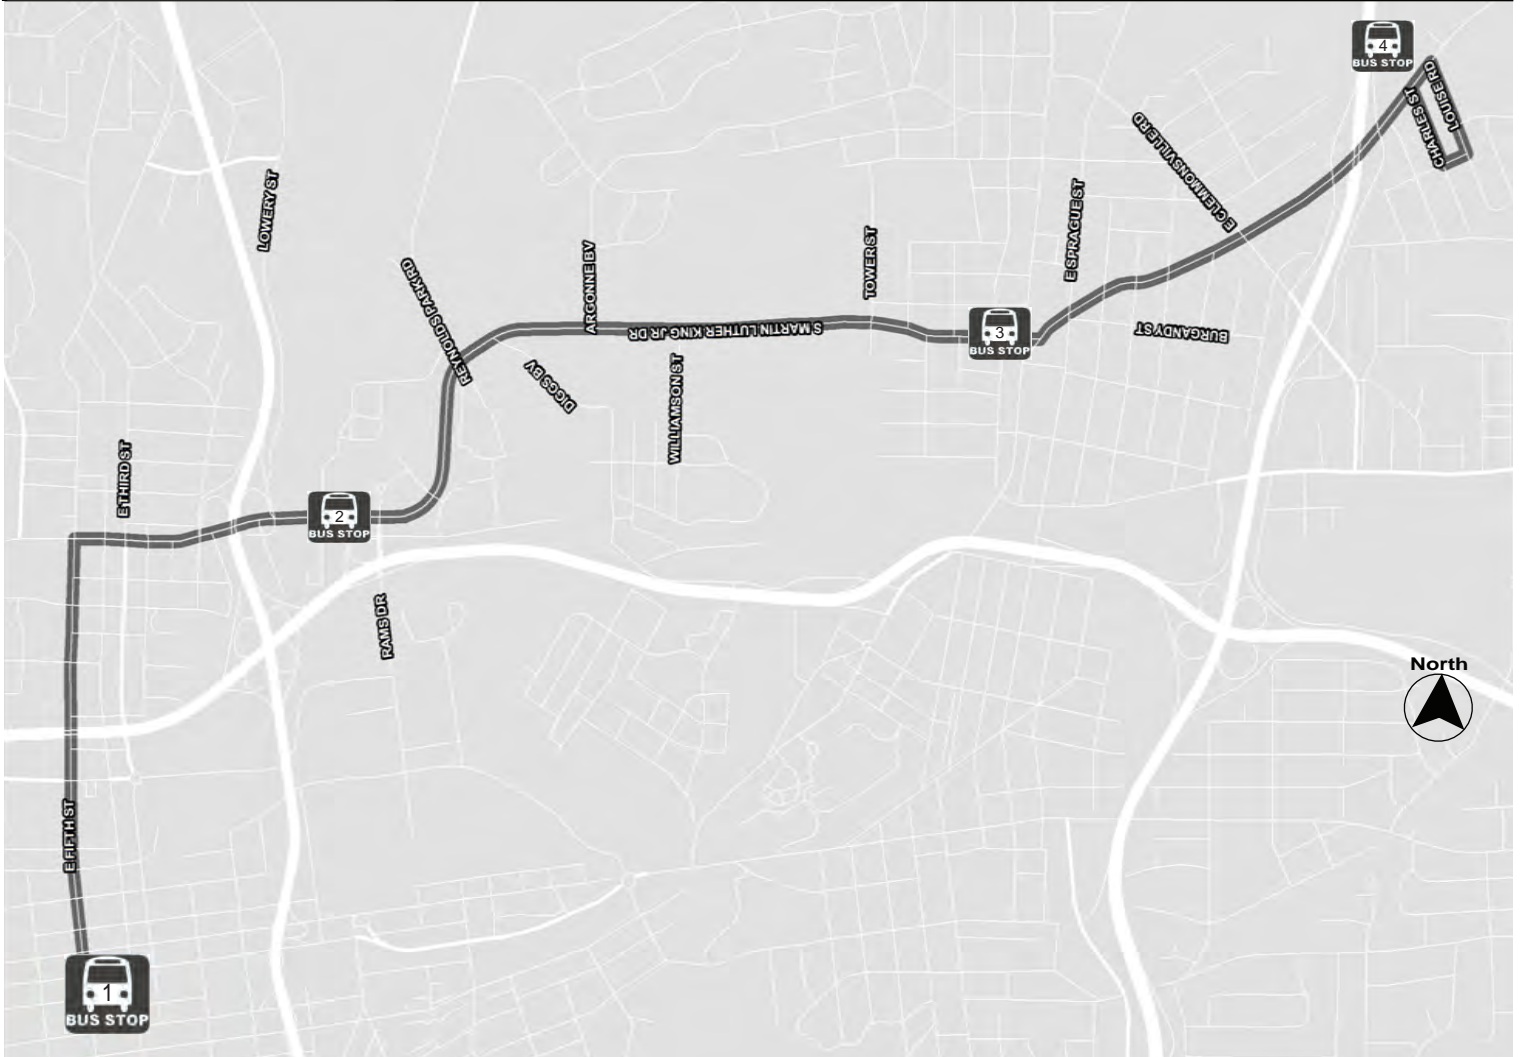 4
BUS STOP
LOUISE RD
CHARLES ST
E CLEMMONSVILLE RD
LOWERY ST
E SPRAGUE ST
TOWER ST
ARGONNE BV
REYNOLDS PARK RD
S MARTIN LUTHER KING JR DR
3
BUS STOP
BURGANDY ST
DIGGS BV
WILLIAMSON ST
E THIRD ST
2
BUS STOP
RAMS DR
North
E FIFTH ST
1
BUS STOP